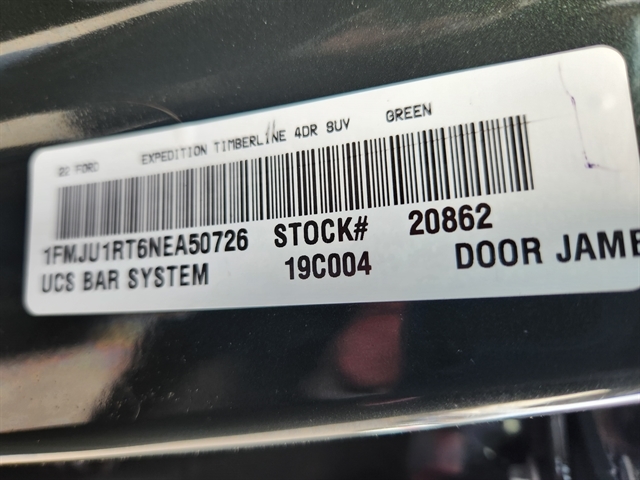 22 FORD EXPEDITION TIMBERLINE 4DR SUV GREEN
1FMJU1RT6NEA50726 STOCK# 20862
UCS BAR SYSTEM 19C004 DOOR JAMB